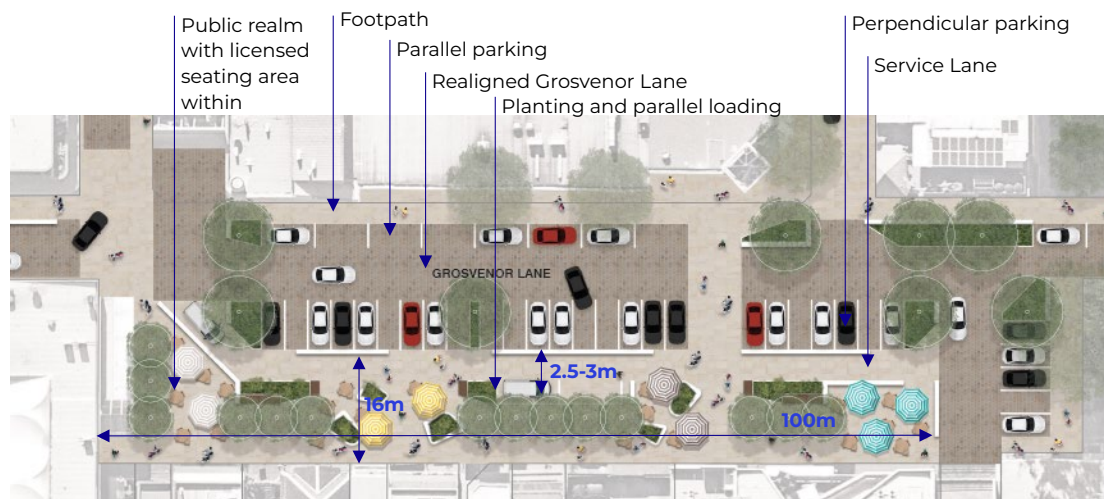 Public realm
with licensed
seating area
within
Footpath
Parallel parking
Realigned Grosvenor Lane
Planting and parallel loading
Perpendicular parking
Service Lane
GROSVENOR LANE
2.5-3m
16m
100m